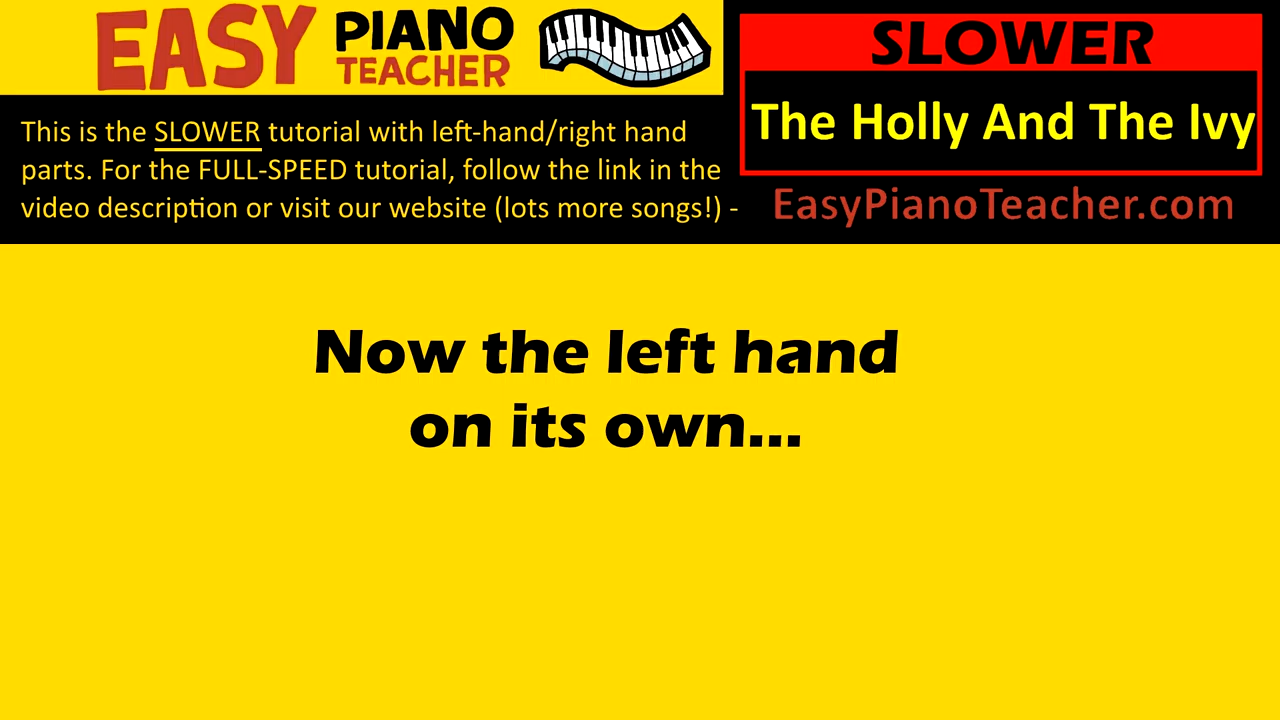 EASY PIANO
TEACHER
This is the SLOWER tutorial with left-hand/right hand
parts. For the FULL-SPEED tutorial, follow the link in the
video description or visit our website (lots more songs!) -
SLOWER
The Holly And The Ivy
EasyPianoTeacher.com
Now the left hand
on its own...